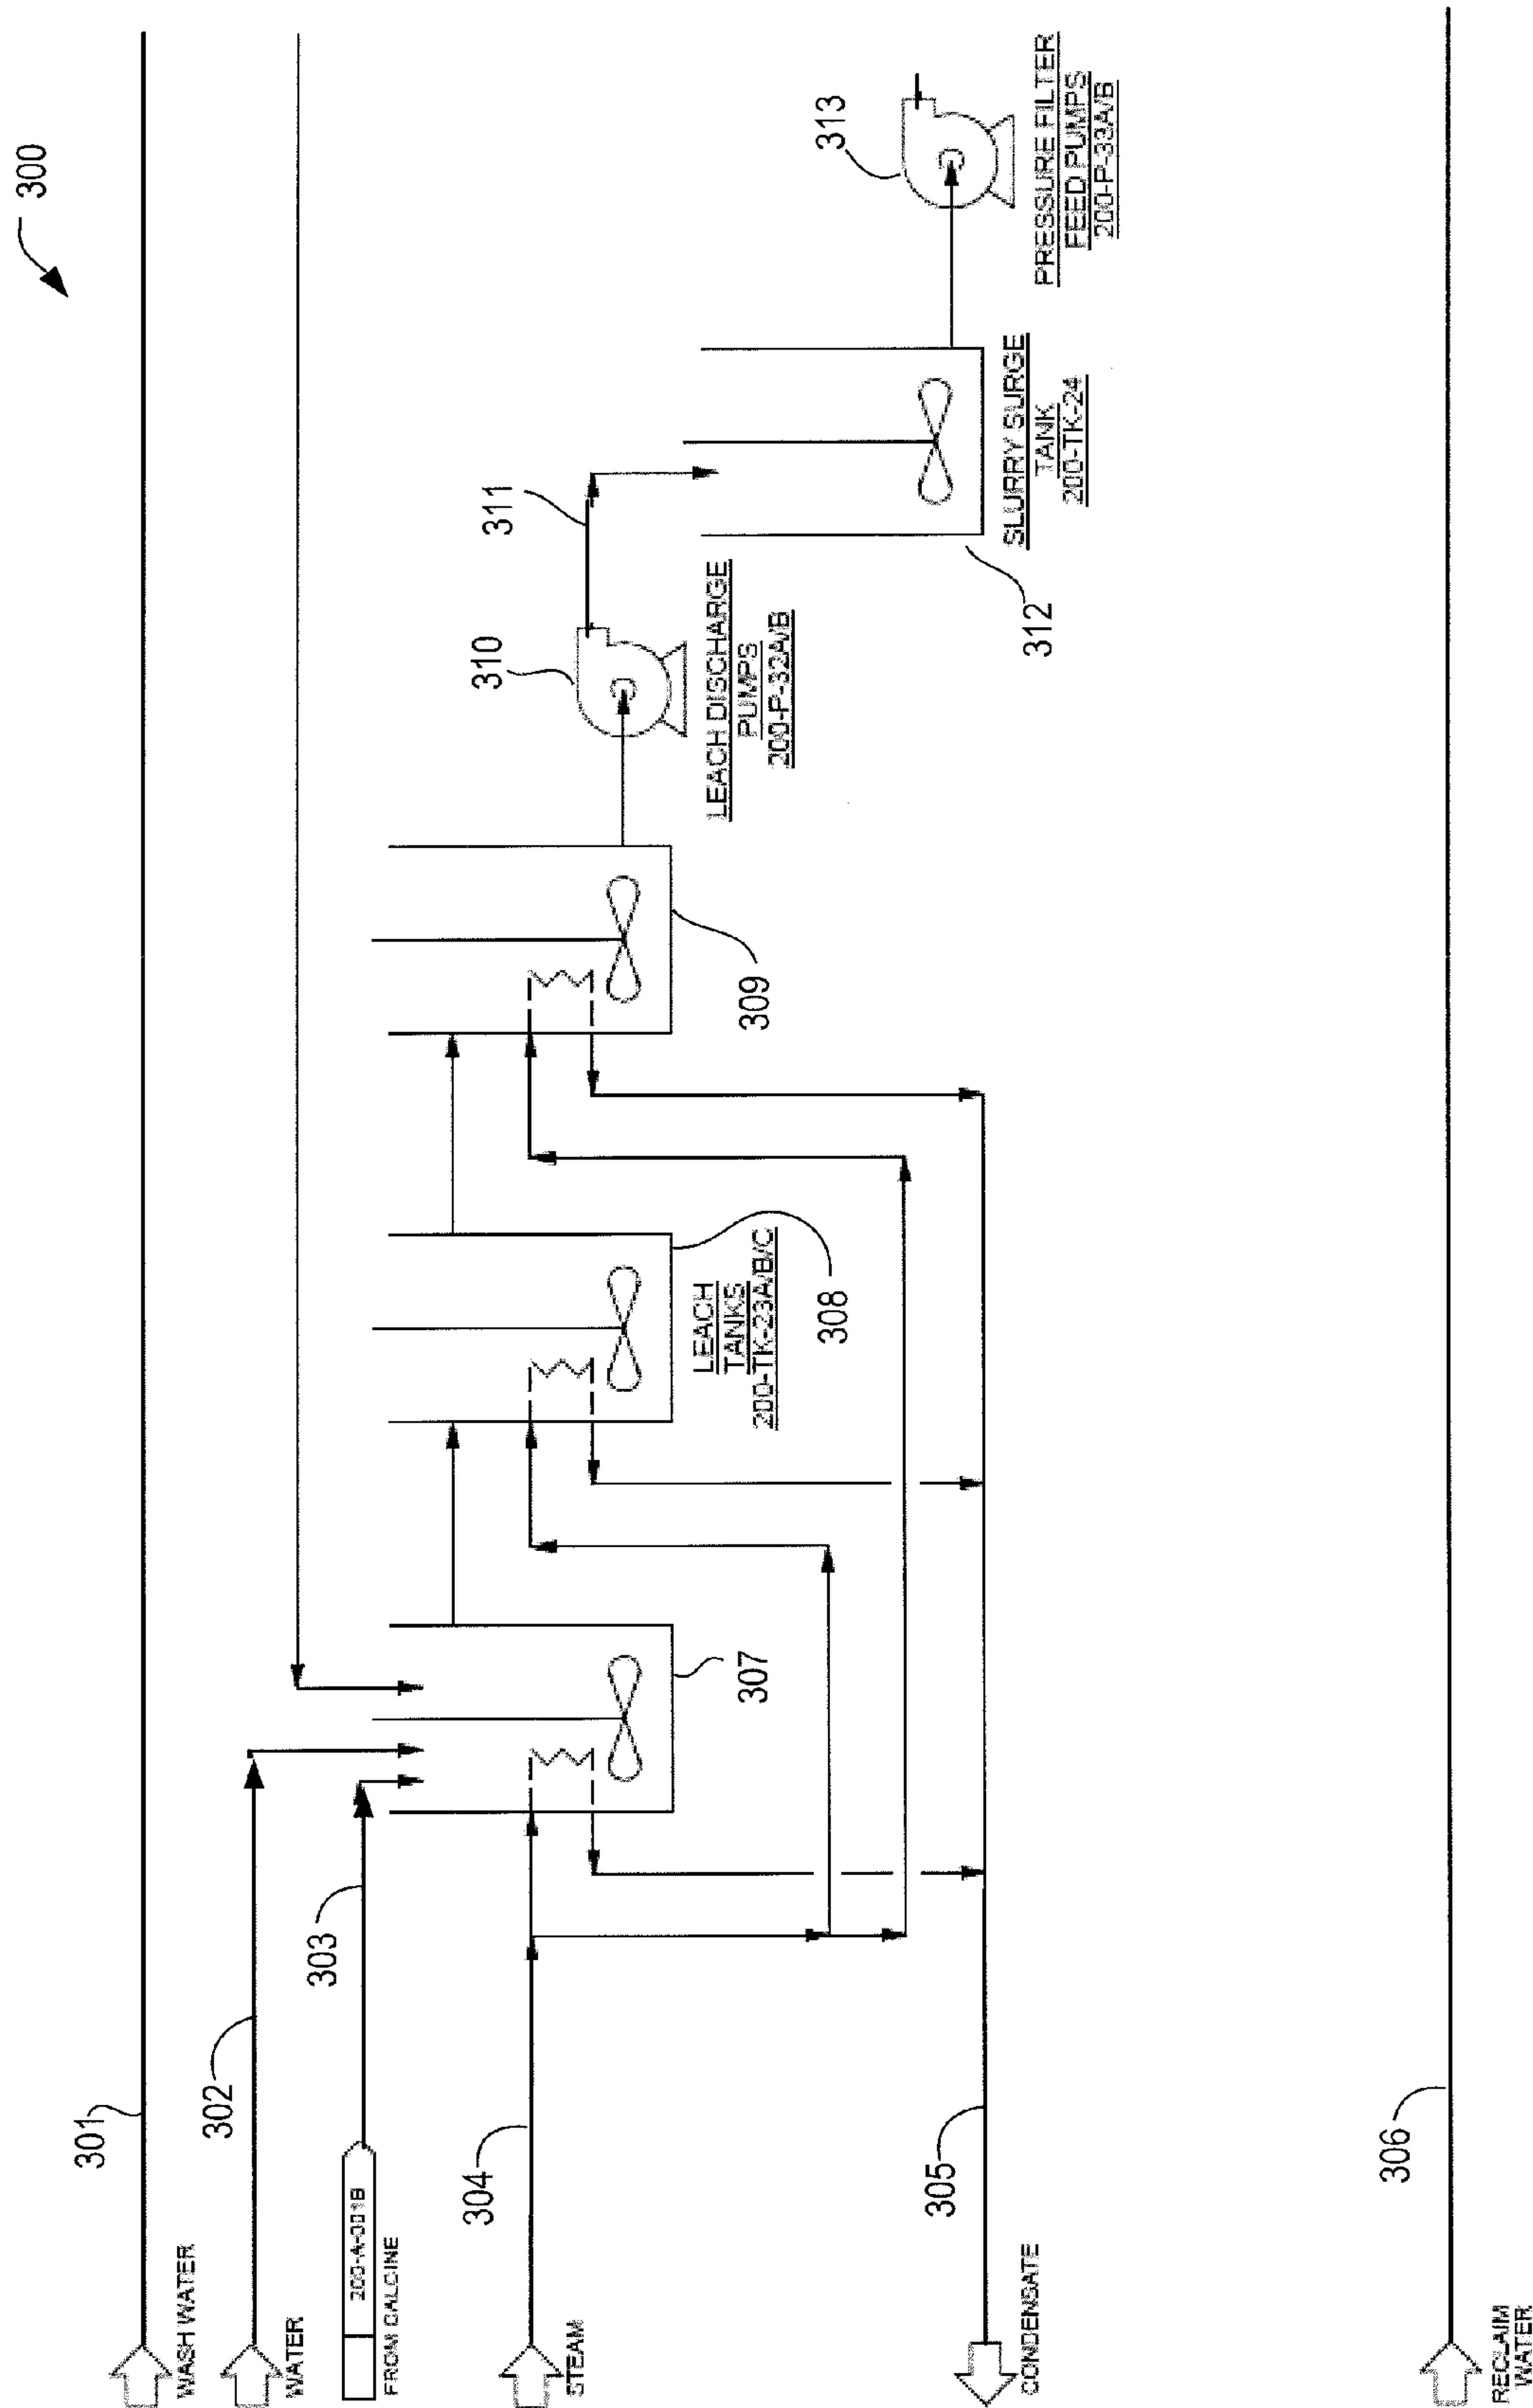 300
301
WASH WATER
302
WATER
303
200-A-001B
FROM CALCINE
304
STEAM
305
CONDENSATE
306
RECLAIM
WATER
307
LEACH
TANKS
200-TK-23A/B/C
308
309
310
LEACH DISCHARGE
PUMPS
200-P-32A/B
311
312
SLURRY SURGE
TANK
200-TK-24
313
PRESSURE FILTER
FEED PUMPS
200-P-33A/B